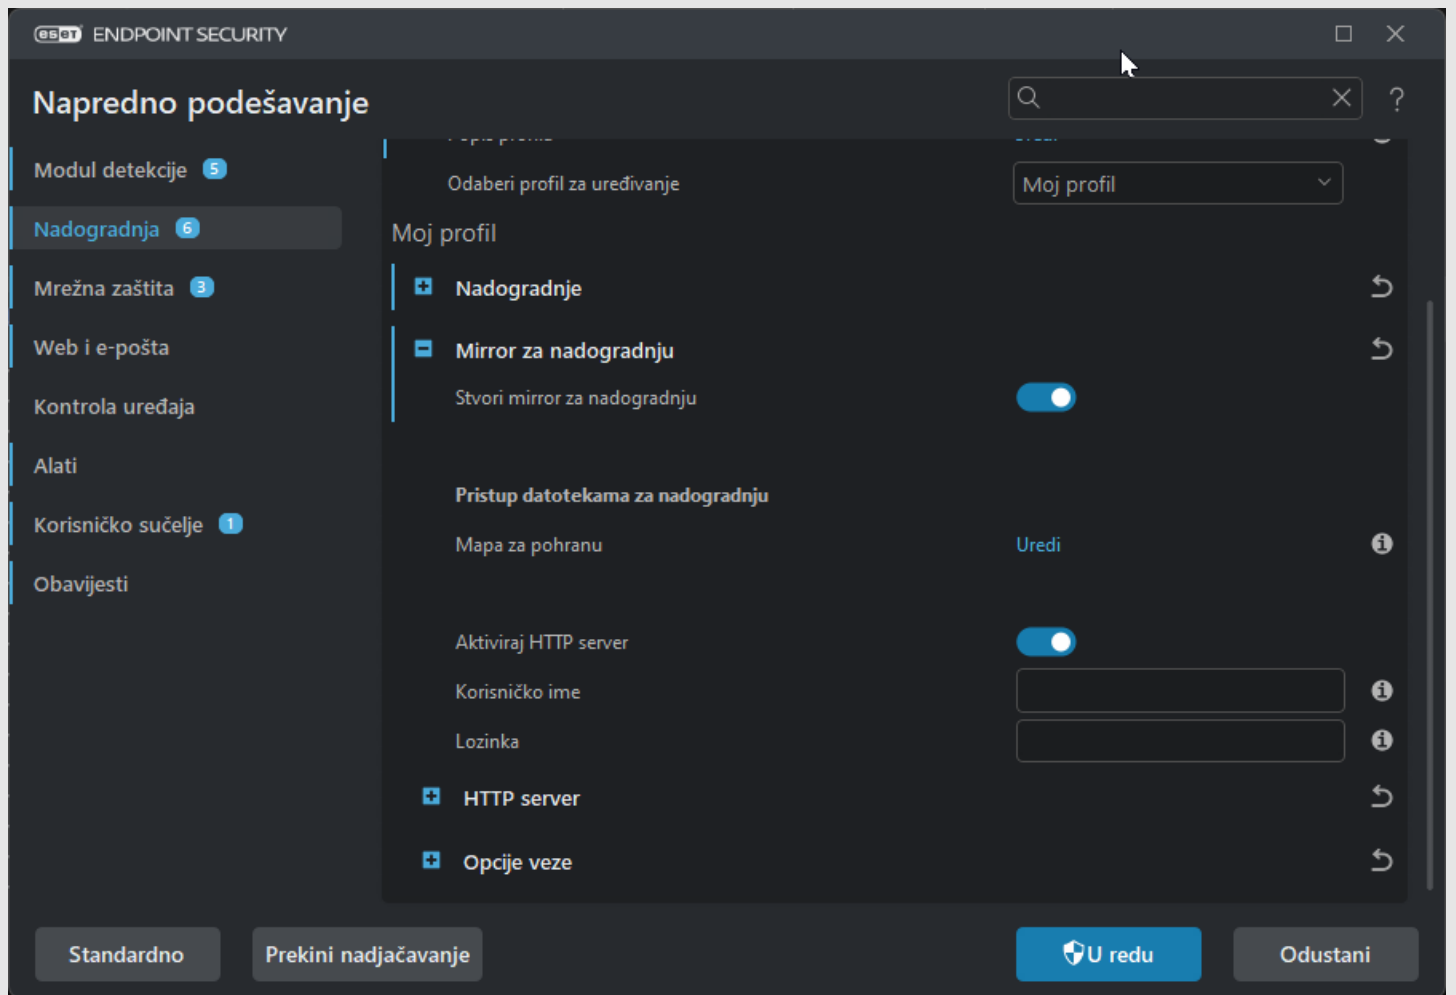 eset ENDPOINT SECURITY
Napredno podešavanje
?
Modul detekcije 5
Nadogradnja 6
Mrežna zaštita 3
Web i e-pošta
Kontrola uređaja
Alati
Korisničko sučelje 1
Obavijesti
Odaberi profil za uređivanje
Moj profil
Moj profil
Nadogradnje
Mirror za nadogradnju
Stvori mirror za nadogradnju
Pristup datotekama za nadogradnju
Mapa za pohranu
Uredi
Aktiviraj HTTP server
Korisničko ime
Lozinka
HTTP server
Opcije veze
Standardno
Prekini nadjačavanje
U redu
Odustani